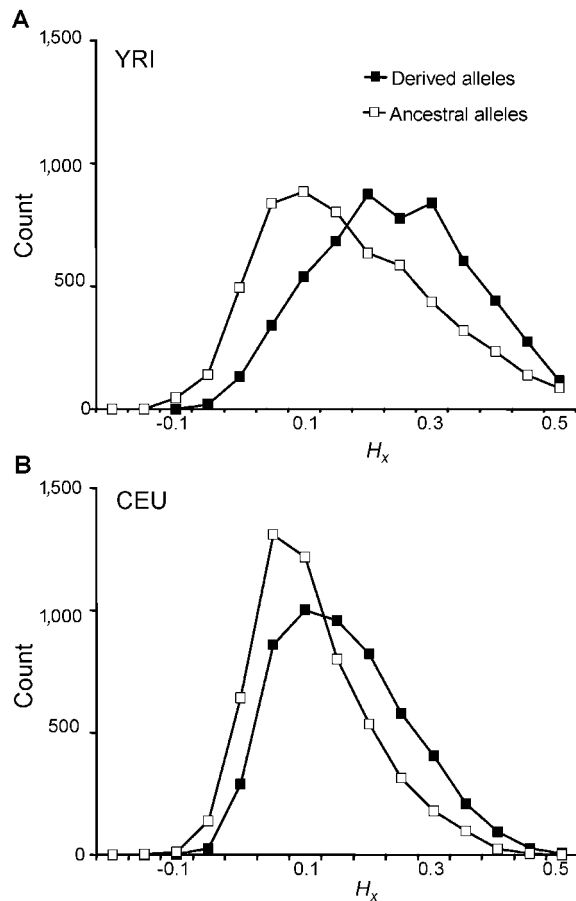 A
1,500
YRI
Derived alleles
Ancestral alleles
1,000
Count
500
0
-0.1 0.1 0.3 0.5
Hx
B
1,500
CEU
1,000
Count
500
0
-0.1 0.1 0.3 0.5
Hx